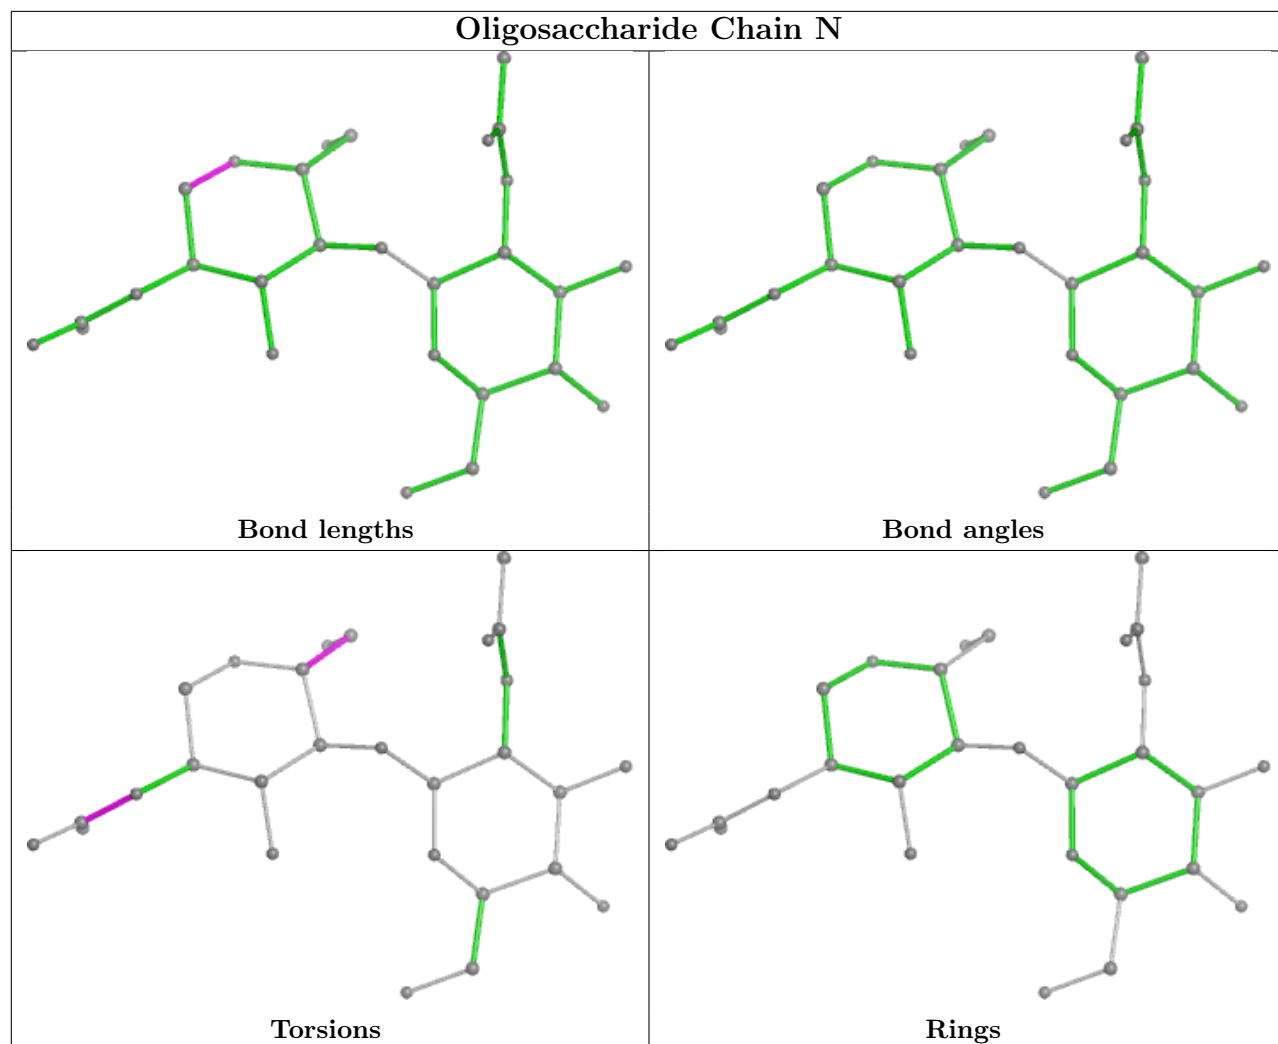 Oligosaccharide Chain N
Bond lengths
Bond angles
Torsions
Rings